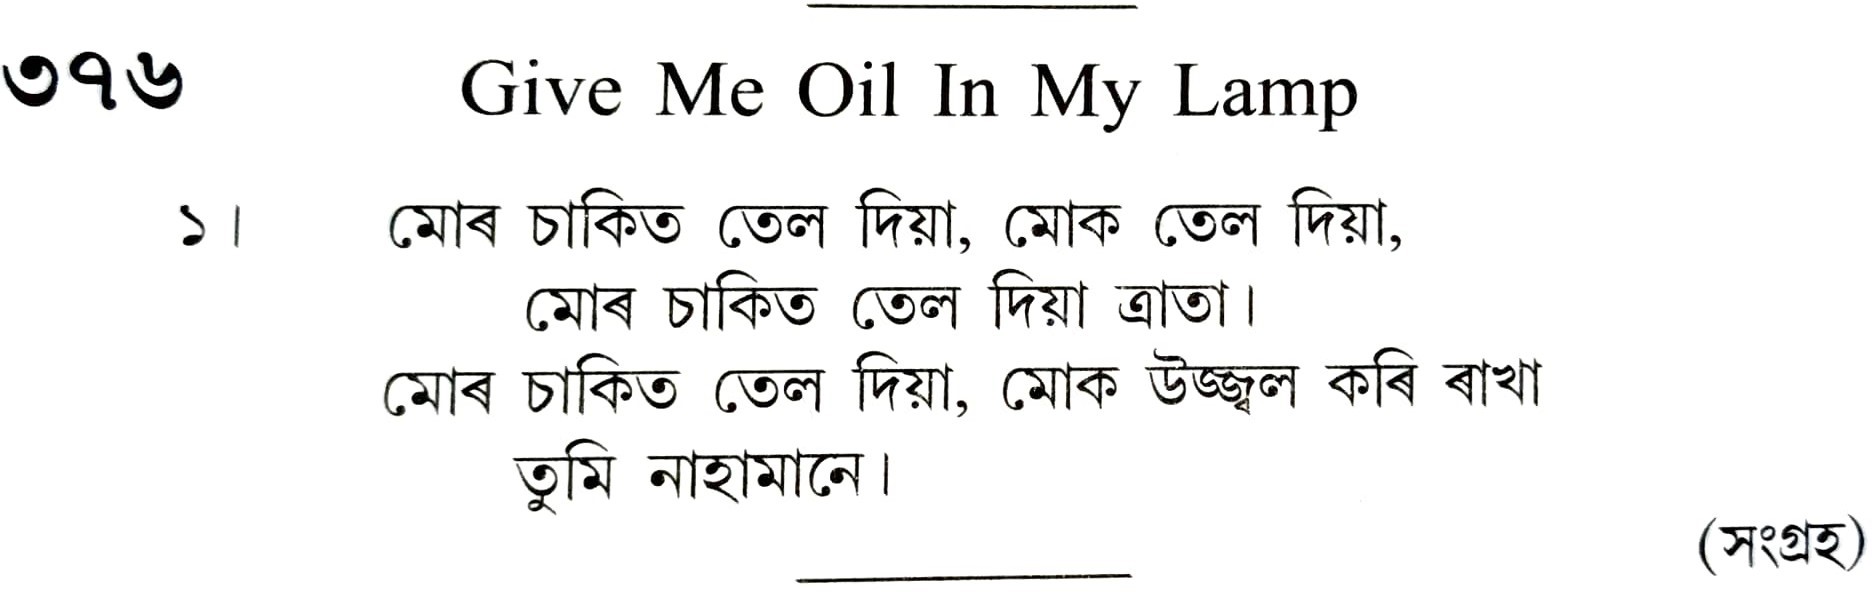 ৩৭৬ Give Me Oil In My Lamp
১। মোৰ চাকিত তেল দিয়া, মোক তেল দিয়া,
মোৰ চাকিত তেল দিয়া ত্ৰাতা।
মোৰ চাকিত তেল দিয়া, মোক উজ্জ্বল কৰি ৰাখা
তুমি নাহামানে।
(সংগ্ৰহ)